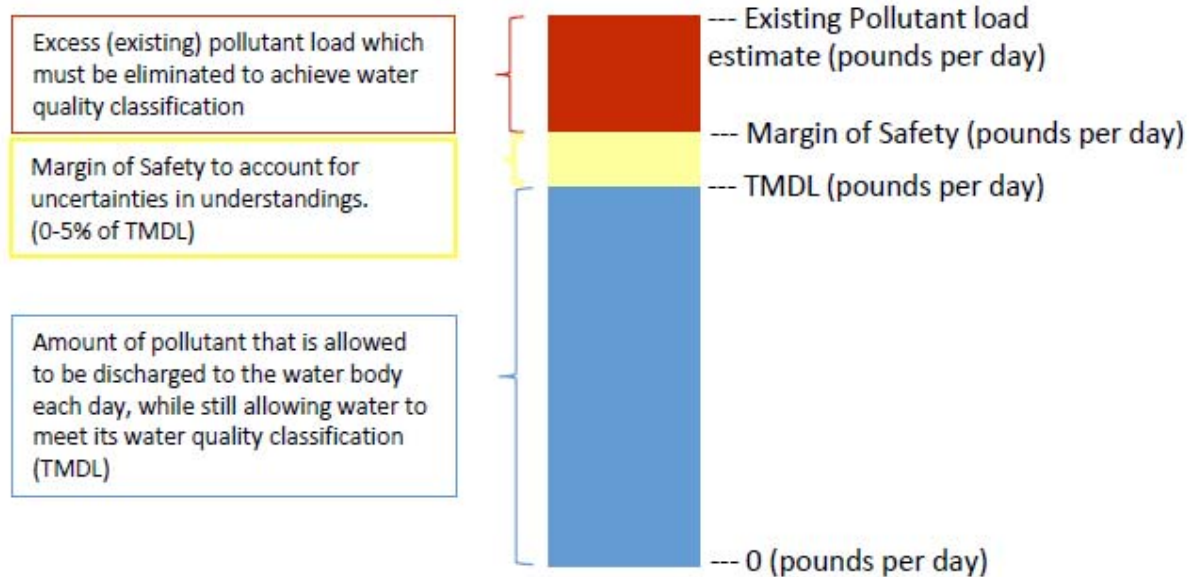 Excess (existing) pollutant load which
must be eliminated to achieve water
quality classification
Margin of Safety to account for
uncertainties in understandings.
(0-5% of TMDL)
Amount of pollutant that is allowed
to be discharged to the water body
each day, while still allowing water to
meet its water quality classification
(TMDL)
--- Existing Pollutant load
estimate (pounds per day)
--- Margin of Safety (pounds per day)
--- TMDL (pounds per day)
--- 0 (pounds per day)